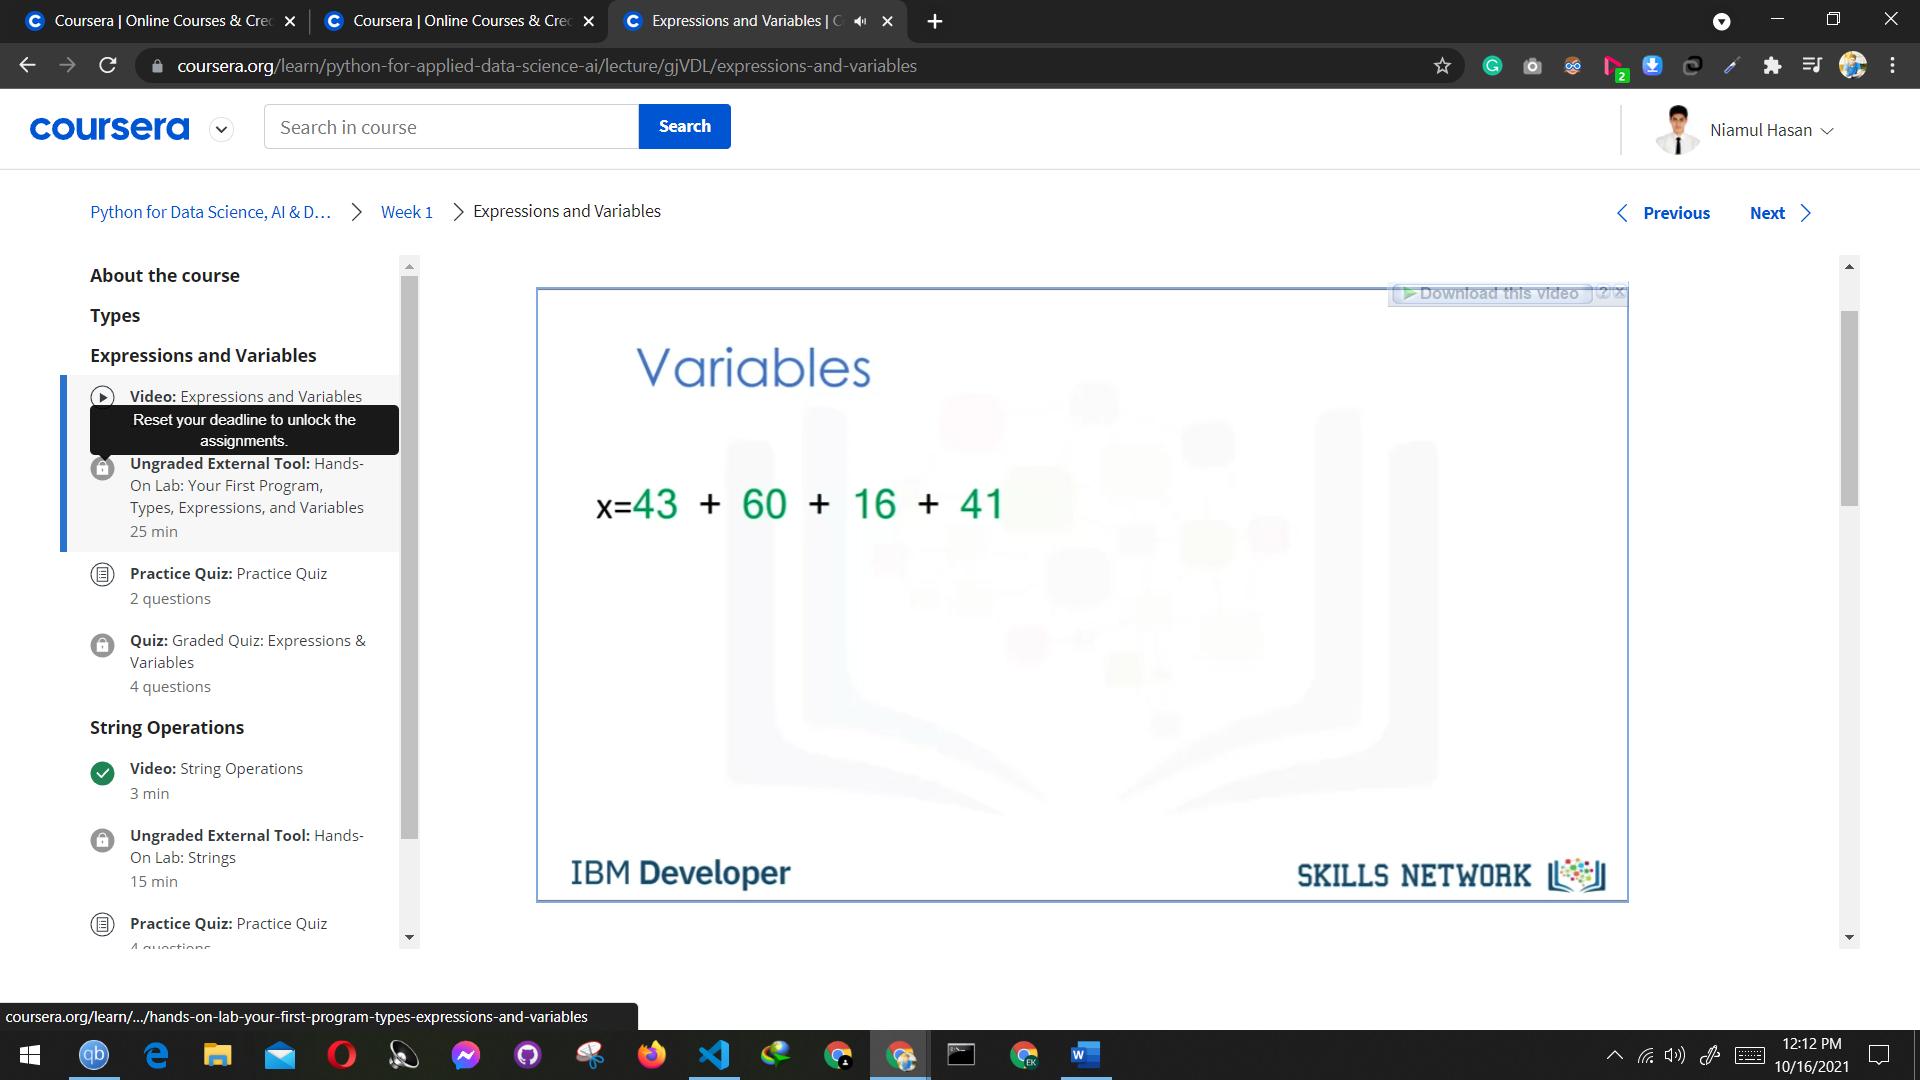 Coursera | Online Courses & Cre
Coursera | Online Courses & Cre
Expressions and Variables | C
coursera.org/learn/python-for-applied-data-science-ai/lecture/gjVDL/expressions-and-variables
2
coursera
Search in course
Search
Niamul Hasan
Python for Data Science, AI & D...
Week 1
Expressions and Variables
Previous
Next
About the course
Types
Expressions and Variables
Video: Expressions and Variables
Reset your deadline to unlock the
assignments.
Ungraded External Tool: Hands-
On Lab: Your First Program,
Types, Expressions, and Variables
25 min
Practice Quiz: Practice Quiz
2 questions
Quiz: Graded Quiz: Expressions &
Variables
4 questions
String Operations
Video: String Operations
3 min
Ungraded External Tool: Hands-
On Lab: Strings
15 min
Practice Quiz: Practice Quiz
4 questions
Download this video
Variables
x=43 + 60 + 16 + 41
IBM Developer
SKILLS NETWORK
coursera.org/learn/.../hands-on-lab-your-first-program-types-expressions-and-variables
qb
EK
12:12 PM
10/16/2021